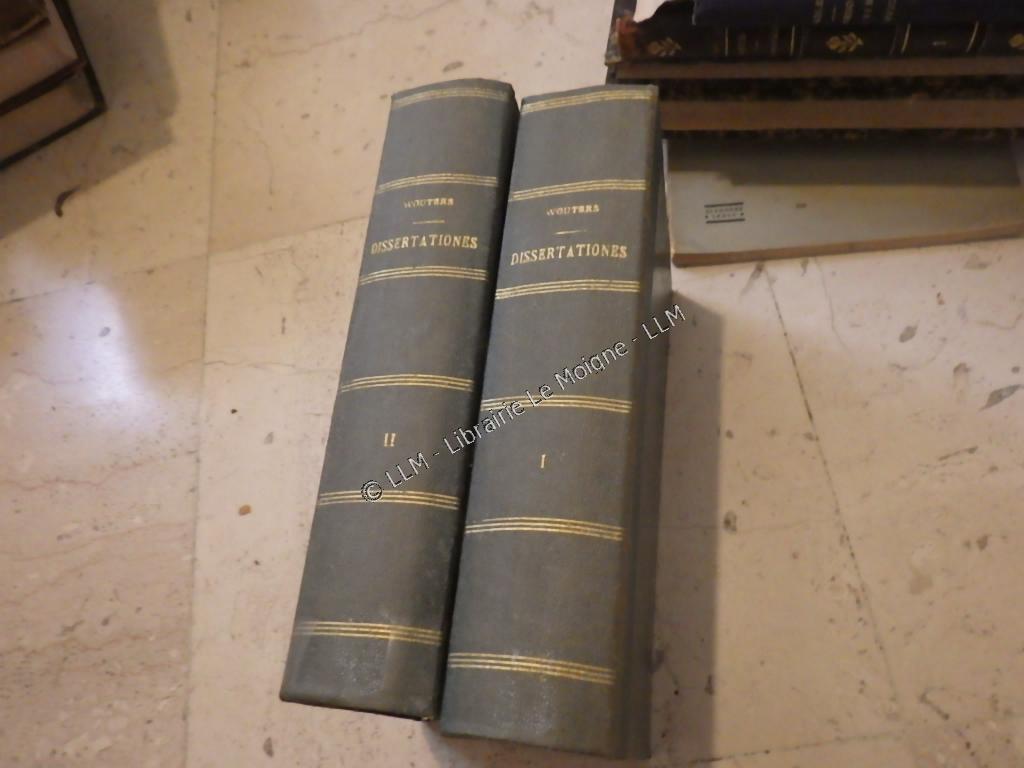 WOUTERS
DISSERTATIONES
II
WOUTERS
DISSERTATIONES
I
© LLM - Librairie Le Moigne - LLM
I